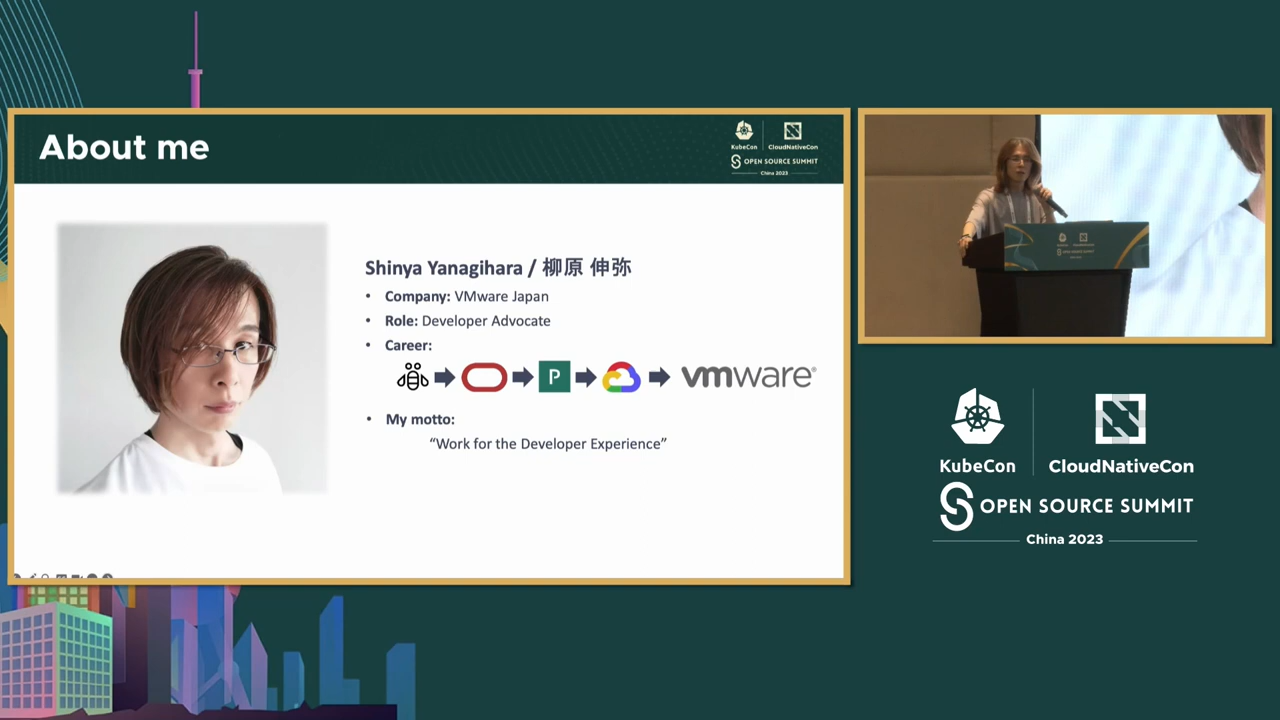 About me
KubeCon
CloudNativeCon
OPEN SOURCE SUMMIT
China 2023
Shinya Yanagihara / 柳原 伸弥
• Company: VMware Japan
• Role: Developer Advocate
• Career:
P
vmware®
• My motto:
“Work for the Developer Experience”
KubeCon
CloudNativeCon
OPEN SOURCE SUMMIT
China 2023